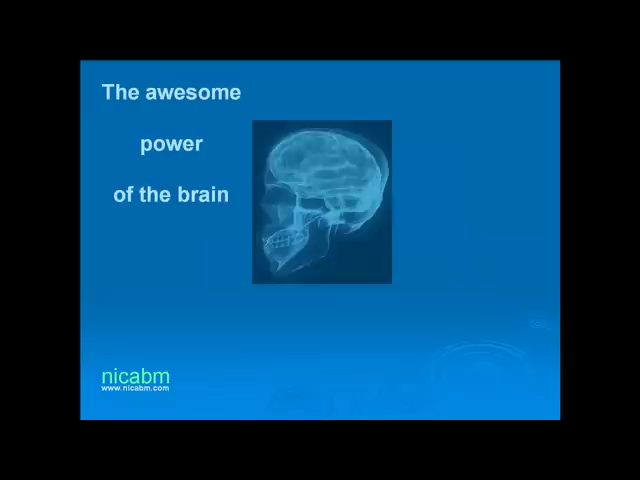 The awesome
power
of the brain
nicabm
www.nicabm.com